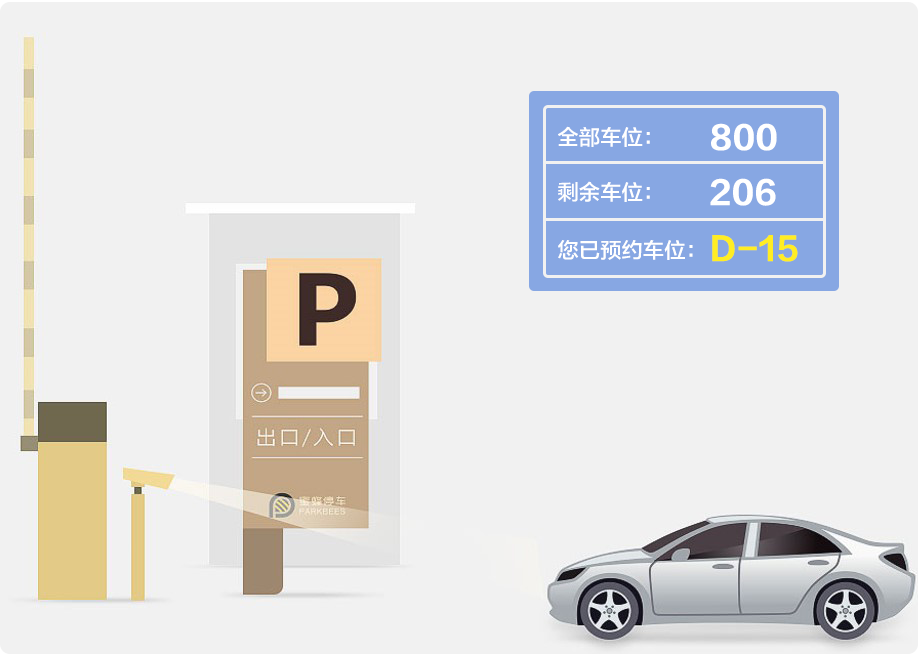 全部车位： 800
剩余车位： 206
您已预约车位： D-15
P
出口/入口
蜜蜂停车
PARKBEES